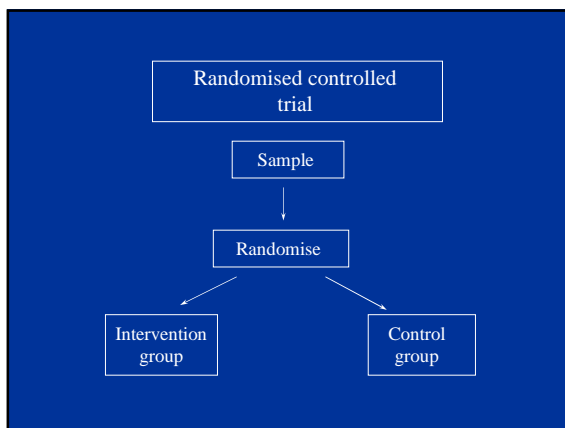 Randomised controlled
trial
Sample
Randomise
Intervention
group
Control
group